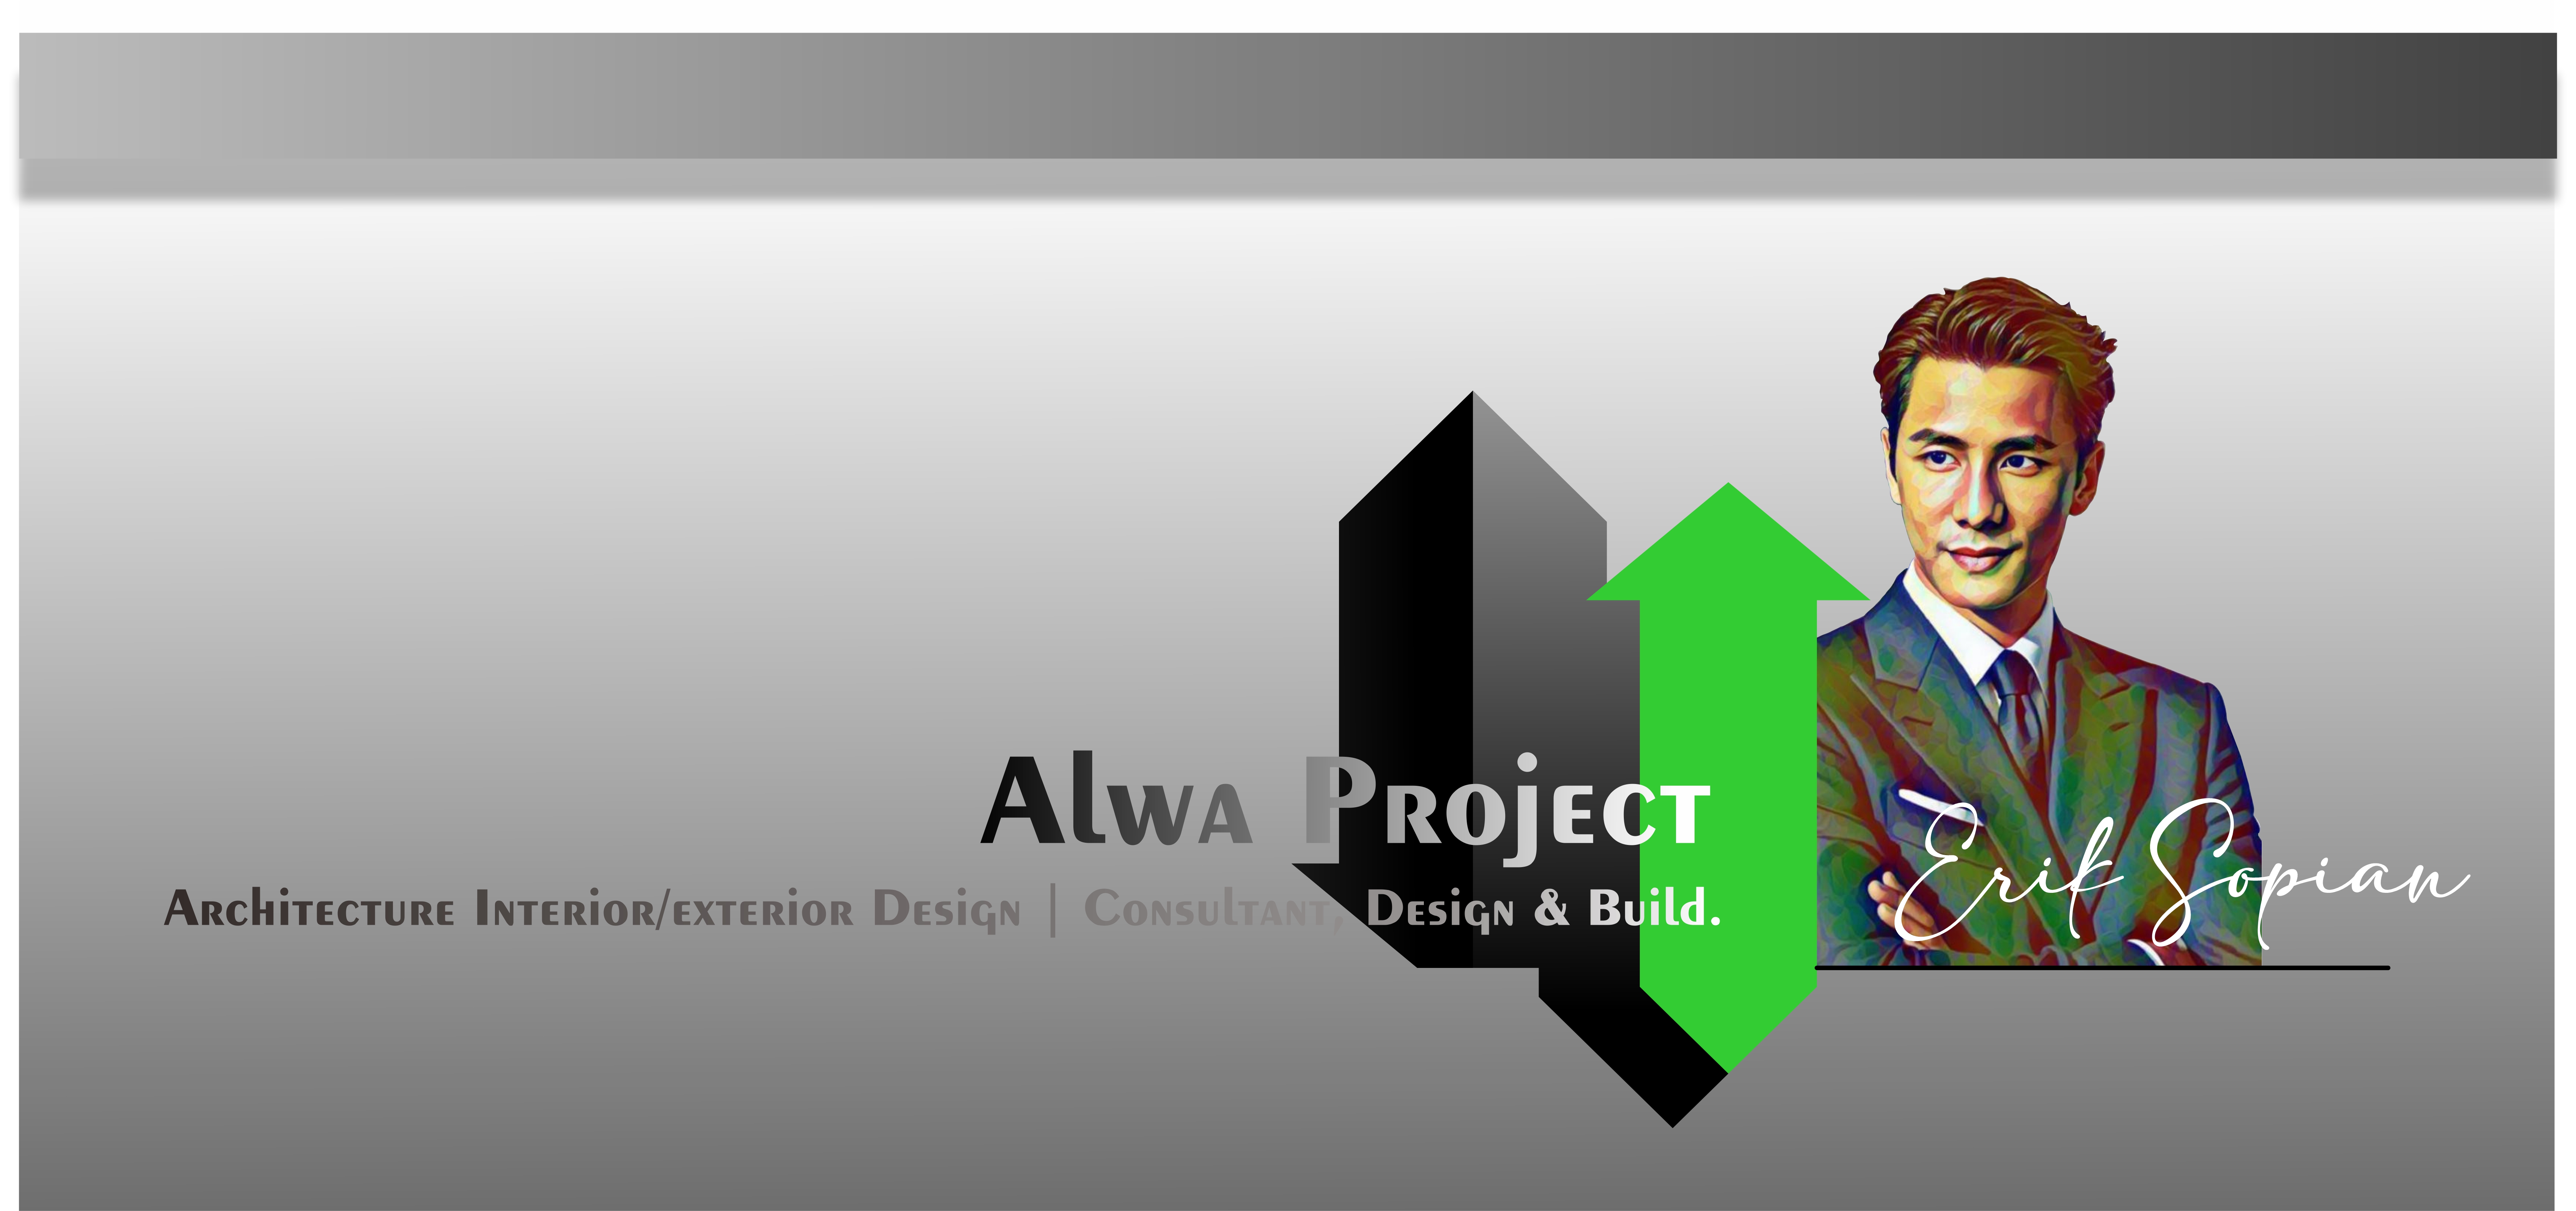 Alwa Project
Architecture Interior/exterior Design | Consultant, Design & Build.
Erik Sopian